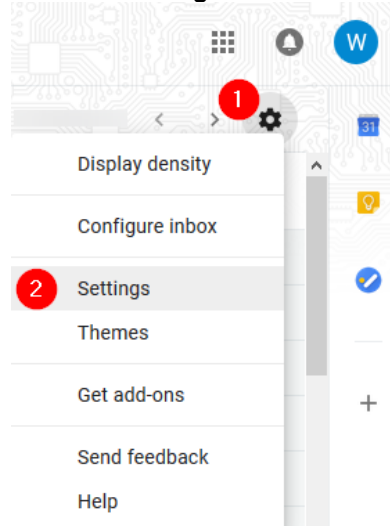 W
1
31
Display density
Configure inbox
2 Settings
Themes
Get add-ons
Send feedback
Help